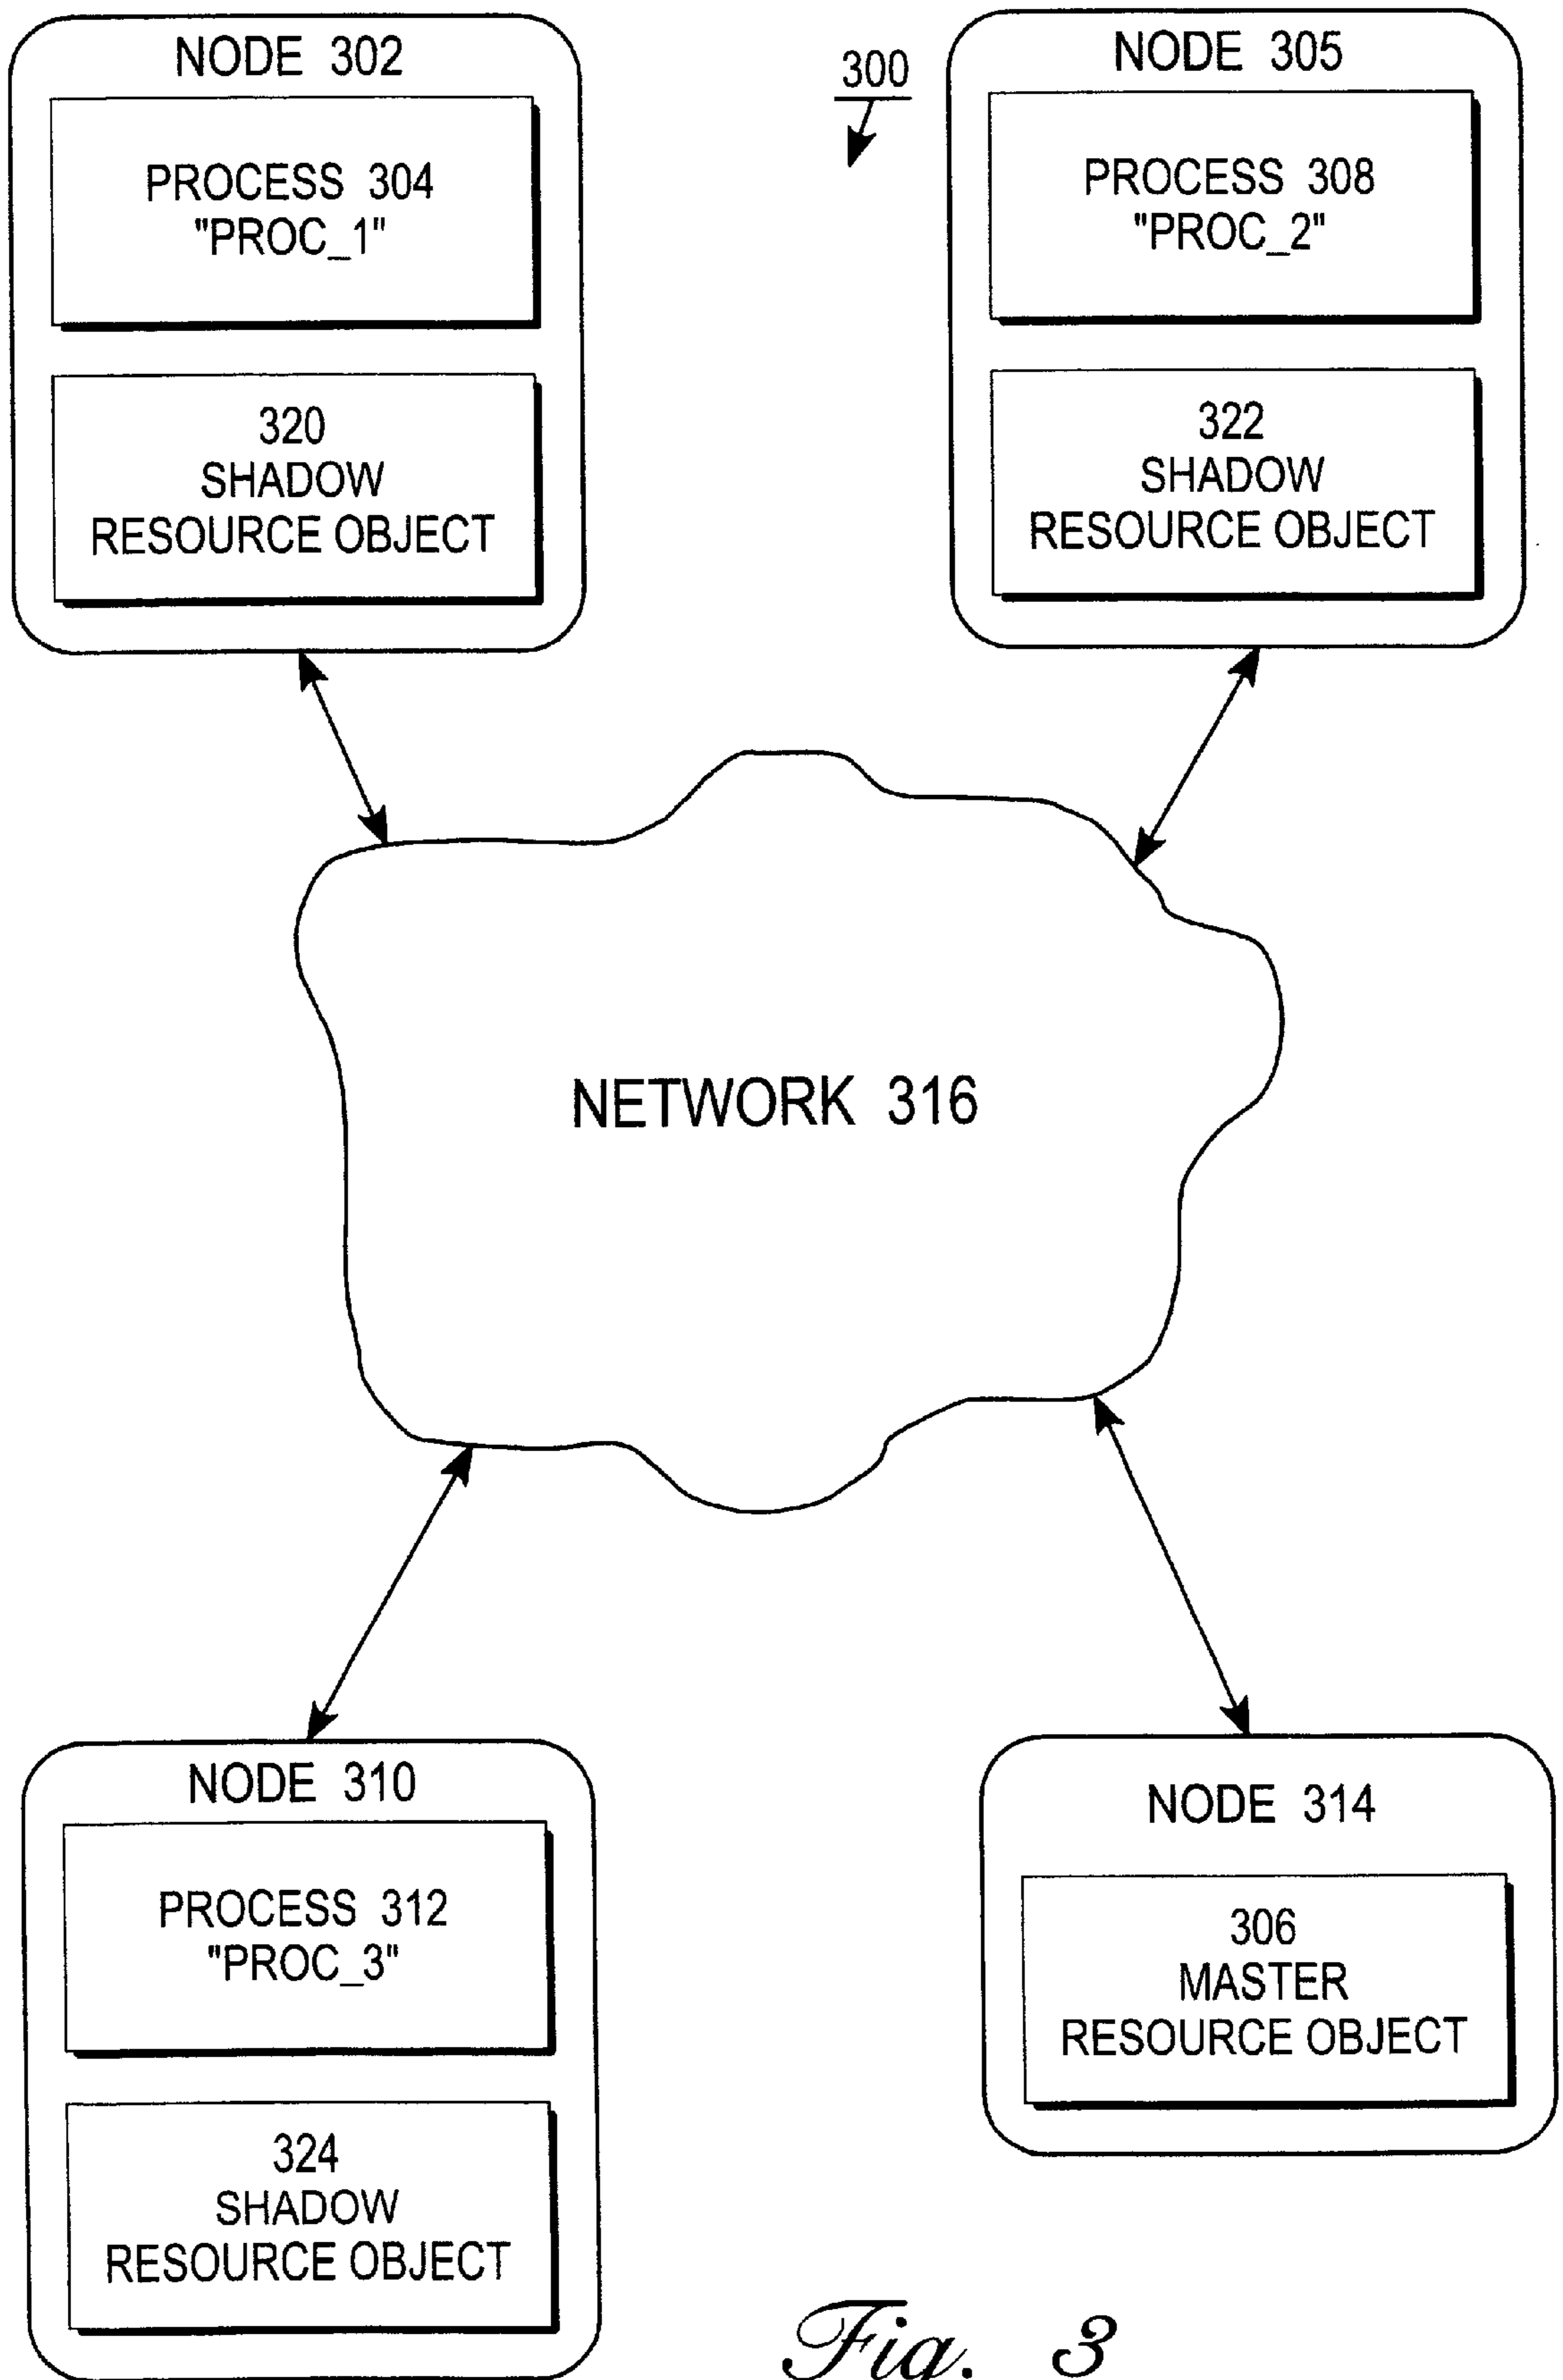 NODE 302
PROCESS 304
"PROC_1"
320
SHADOW
RESOURCE OBJECT
300
NODE 305
PROCESS 308
"PROC_2"
322
SHADOW
RESOURCE OBJECT
NETWORK 316
NODE 310
PROCESS 312
"PROC_3"
324
SHADOW
RESOURCE OBJECT
NODE 314
306
MASTER
RESOURCE OBJECT
Fig. 3